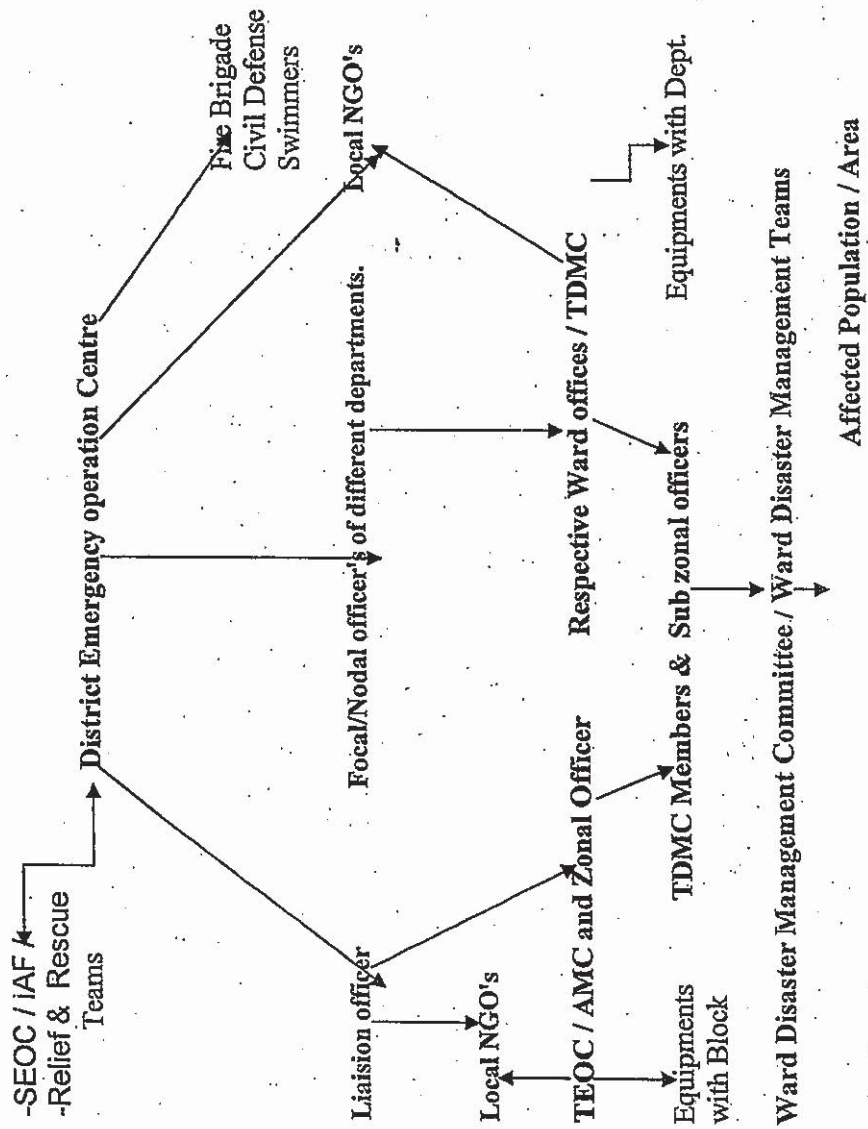 -SEOC / iAF /
-Relief & Rescue
Teams
District Emergency operation Centre
Fire Brigade
Civil Defense
Swimmers
Liaision officer
Focal/Nodal officer's of different departments.
Local NGO's
Local NGO's
TEOC / AMC and Zonal Officer
Respective Ward offices / TDMC
Equipments
with Block
TDMC Members & Sub zonal officers
Equipments with Dept.
Ward Disaster Management Committee / Ward Disaster Management Teams
Affected Population / Area